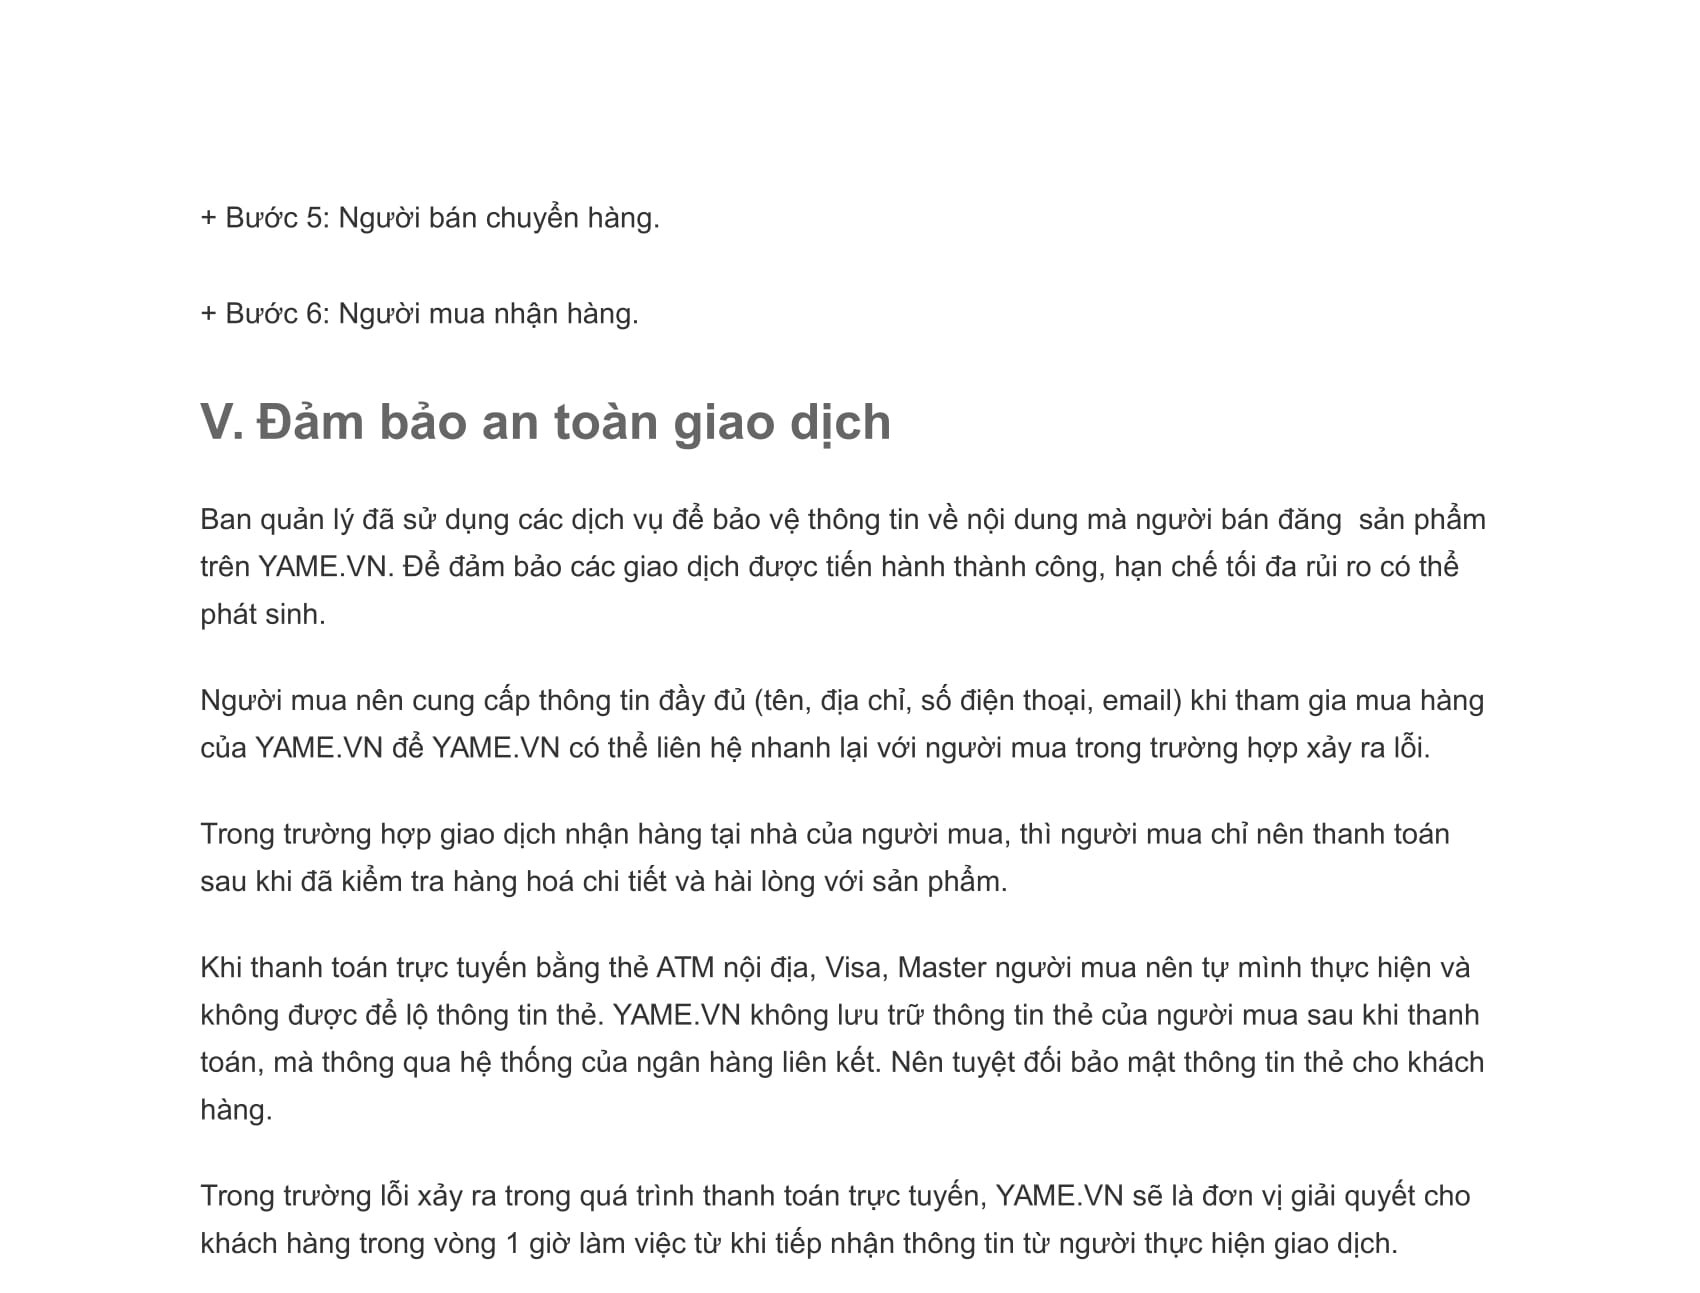 + Bước 5: Người bán chuyển hàng.
+ Bước 6: Người mua nhận hàng.
V. Đảm bảo an toàn giao dịch
Ban quản lý đã sử dụng các dịch vụ để bảo vệ thông tin về nội dung mà người bán đăng  sản phẩm
trên YAME.VN. Để đảm bảo các giao dịch được tiến hành thành công, hạn chế tối đa rủi ro có thể
phát sinh.
Người mua nên cung cấp thông tin đầy đủ (tên, địa chỉ, số điện thoại, email) khi tham gia mua hàng
của YAME.VN để YAME.VN có thể liên hệ nhanh lại với người mua trong trường hợp xảy ra lỗi.
Trong trường hợp giao dịch nhận hàng tại nhà của người mua, thì người mua chỉ nên thanh toán
sau khi đã kiểm tra hàng hoá chi tiết và hài lòng với sản phẩm.
Khi thanh toán trực tuyến bằng thẻ ATM nội địa, Visa, Master người mua nên tự mình thực hiện và
không được để lộ thông tin thẻ. YAME.VN không lưu trữ thông tin thẻ của người mua sau khi thanh
toán, mà thông qua hệ thống của ngân hàng liên kết. Nên tuyệt đối bảo mật thông tin thẻ cho khách
hàng.
Trong trường lỗi xảy ra trong quá trình thanh toán trực tuyến, YAME.VN sẽ là đơn vị giải quyết cho
khách hàng trong vòng 1 giờ làm việc từ khi tiếp nhận thông tin từ người thực hiện giao dịch.